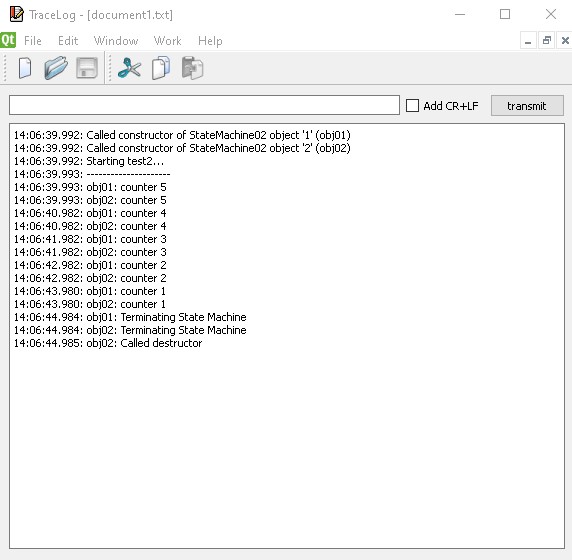 TraceLog - [document1.txt]
Qt File Edit Window Work Help
Add CR+LF transmit
14:06:39.992: Called constructor of StateMachine02 object '1' (obj01)
14:06:39.992: Called constructor of StateMachine02 object '2' (obj02)
14:06:39.992: Starting test2...
14:06:39.993: ---------------------
14:06:39.993: obj01: counter 5
14:06:39.993: obj02: counter 5
14:06:40.982: obj01: counter 4
14:06:40.982: obj02: counter 4
14:06:41.982: obj01: counter 3
14:06:41.982: obj02: counter 3
14:06:42.982: obj01: counter 2
14:06:42.982: obj02: counter 2
14:06:43.980: obj01: counter 1
14:06:43.980: obj02: counter 1
14:06:44.984: obj01: Terminating State Machine
14:06:44.984: obj02: Terminating State Machine
14:06:44.985: obj02: Called destructor